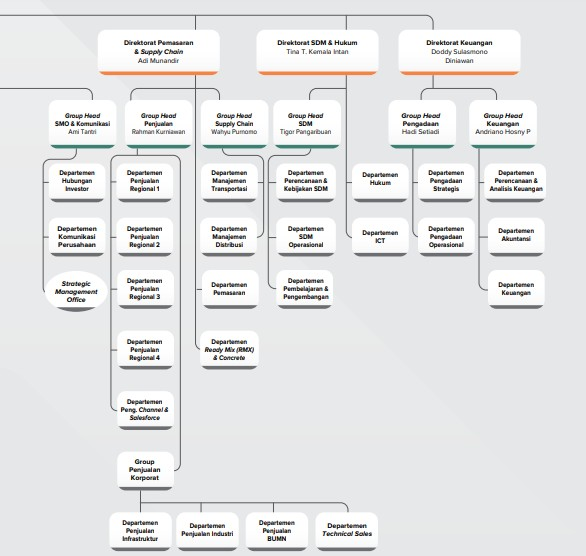 Direktorat Pemasaran
& Supply Chain
Adi Munandir
Direktorat SDM & Hukum
Tina T. Kemala Intan
Direktorat Keuangan
Doddy Sulasmono
Diniawan
Group Head
SMO & Komunikasi
Ami Tantri
Group Head
Penjualan
Rahman Kurniawan
Group Head
Supply Chain
Wahyu Purnomo
Group Head
SDM
Tigor Pangaribuan
Group Head
Pengadaan
Hadi Setiadi
Group Head
Keuangan
Andriano Hosny P
Departemen
Hubungan
Investor
Departemen
Penjualan
Regional 1
Departemen
Manajemen
Transportasi
Departemen
Perencanaan &
Kebijakan SDM
Departemen
Hukum
Departemen
Pengadaan
Strategis
Departemen
Perencanaan &
Analisis Keuangan
Departemen
Komunikasi
Perusahaan
Departemen
Penjualan
Regional 2
Departemen
Manajemen
Distribusi
Departemen
SDM
Operasional
Departemen
ICT
Departemen
Pengadaan
Operasional
Departemen
Akuntansi
Strategic
Management
Office
Departemen
Penjualan
Regional 3
Departemen
Pemasaran
Departemen
Pembelajaran &
Pengembangan
Departemen
Keuangan
Departemen
Penjualan
Regional 4
Departemen
Ready Mix (RMX)
& Concrete
Departemen
Peng. Channel &
Salesforce
Group
Penjualan
Korporat
Departemen
Penjualan
Infrastruktur
Departemen
Penjualan Industri
Departemen
Penjualan
BUMN
Departemen
Technical Sales